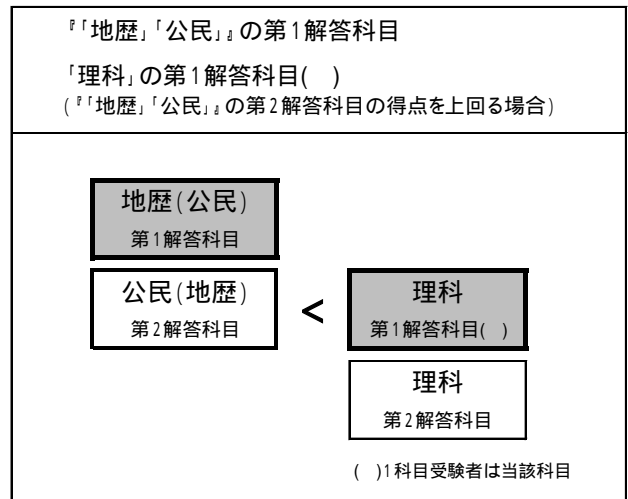 『「地歴」「公民」』の第1解答科目
「理科」の第1解答科目(　)
(『「地歴」「公民」』の第2解答科目の得点を上回る場合)
地歴(公民)
第1解答科目
公民(地歴)
第2解答科目
<
理科
第1解答科目(　)
理科
第2解答科目
(　)1科目受験者は当該科目